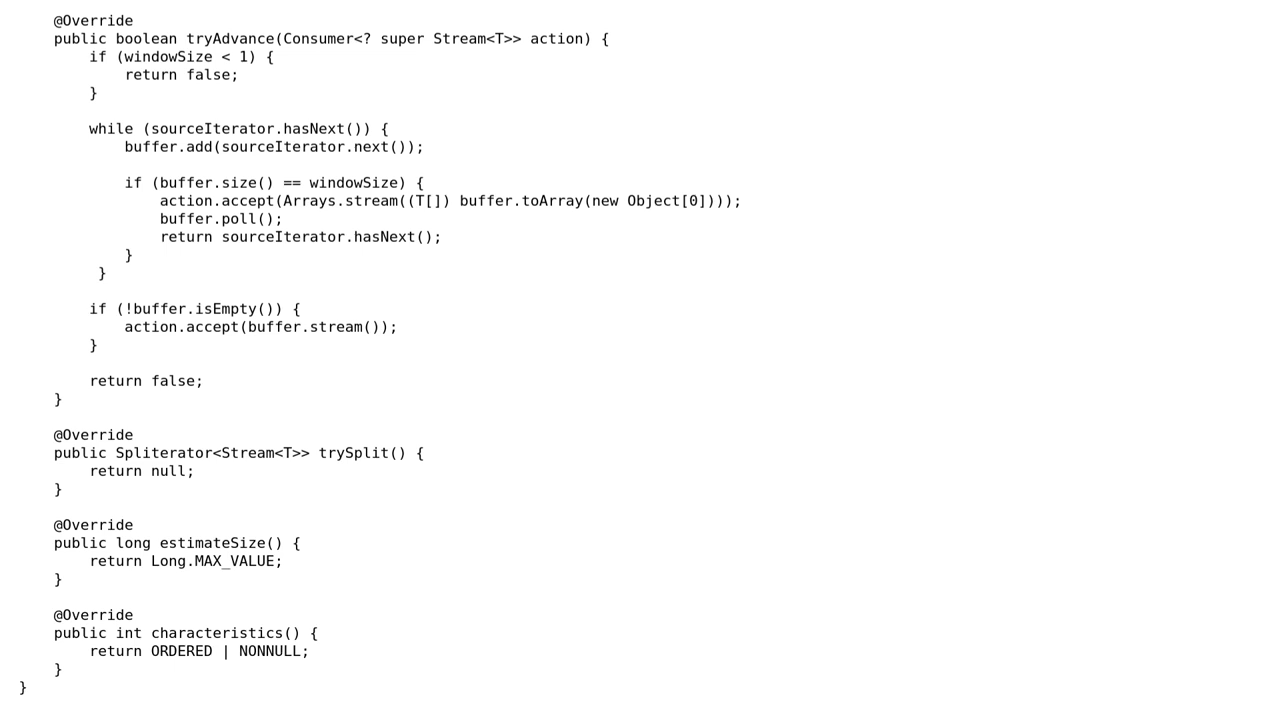 @Override
public boolean tryAdvance(Consumer<? super Stream<T>> action) {
if (windowSize < 1) {
return false;
}
while (sourceIterator.hasNext()) {
buffer.add(sourceIterator.next());
if (buffer.size() == windowSize) {
action.accept(Arrays.stream((T[]) buffer.toArray(new Object[0])));
buffer.poll();
return sourceIterator.hasNext();
}
}
if (!buffer.isEmpty()) {
action.accept(buffer.stream());
}
return false;
}
@Override
public Spliterator<Stream<T>> trySplit() {
return null;
}
@Override
public long estimateSize() {
return Long.MAX_VALUE;
}
@Override
public int characteristics() {
return ORDERED | NONNULL;
}
}